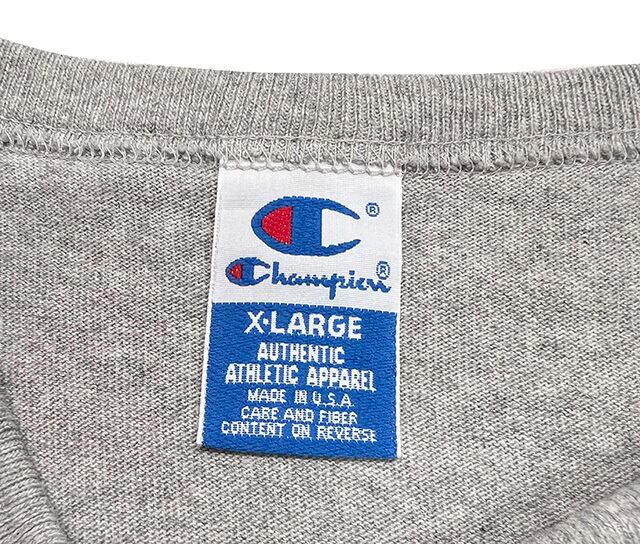 ®
Champion®
X·LARGE
AUTHENTIC
ATHLETIC APPAREL
MADE IN U.S.A.
CARE AND FIBER
CONTENT ON REVERSE